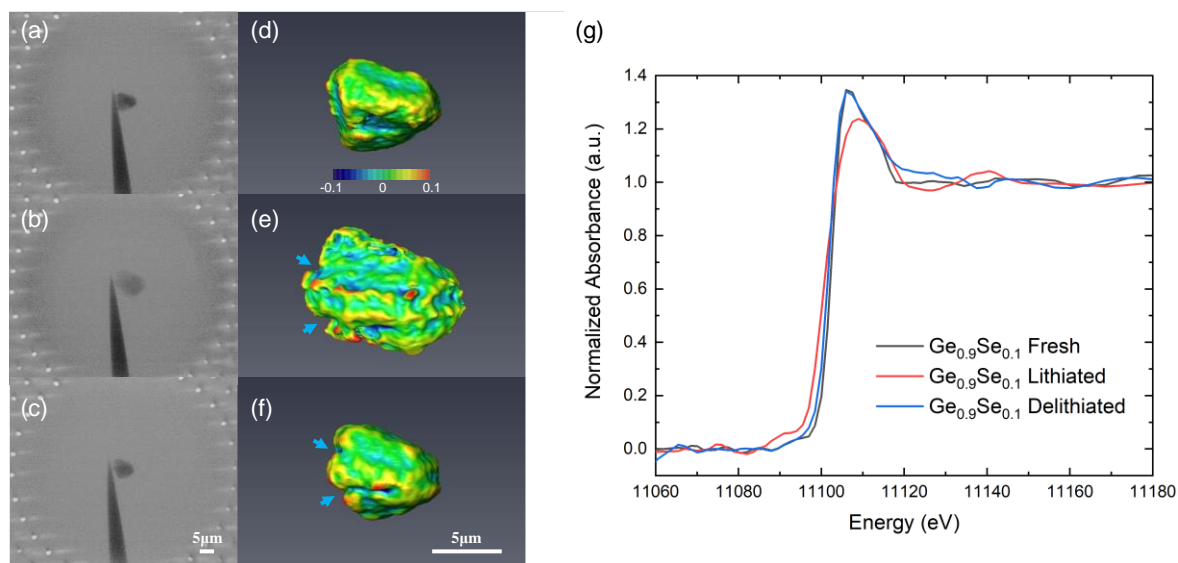 (a)
(b)
(c)
5μm
(d)
-0.1 0 0.1
(e)
(f)
5μm
(g)
Normalized Absorbance (a.u.)
1.4
1.2
1.0
0.8
0.6
0.4
0.2
0.0
Ge0.9Se0.1 Fresh
Ge0.9Se0.1 Lithiated
Ge0.9Se0.1 Delithiated
11060 11080 11100 11120 11140 11160 11180
Energy (eV)